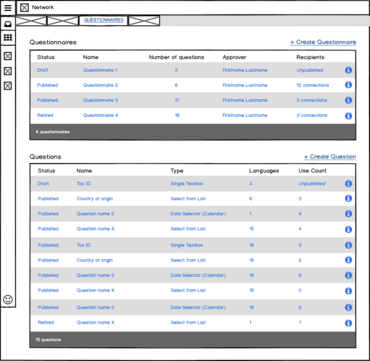 Network
QUESTIONNAIRES
Questionnaires + Create Questionnaire
Status Name Number of questions Approver Recipients
Draft Questionnaire 1 3 Firstname Lastname Unpublished
Published Questionnaire 2 6 Firstname Lastname 12 connections
Published Questionnaire 3 17 Firstname Lastname 3 connections
Retired Questionnaire 4 18 Firstname Lastname 0 connections
4 questionnaires
Questions + Create Question
Status Name Type Languages Use Count
Draft Tax ID Single Textbox 3 Unpublished
Published Country of origin Select from List 6 3
Published Question name 3 Date Selector (Calendar) 1 4
Published Question name 4 Select from List 15 4
Published Tax ID Single Textbox 15 3
Published Country of origin Select from List 15 2
Published Question name 3 Date Selector (Calendar) 15 0
Published Question name 4 Select from List 15 0
Published Question name 3 Date Selector (Calendar) 15 0
Retired Question name 4 Select from List 1 1
10 questions